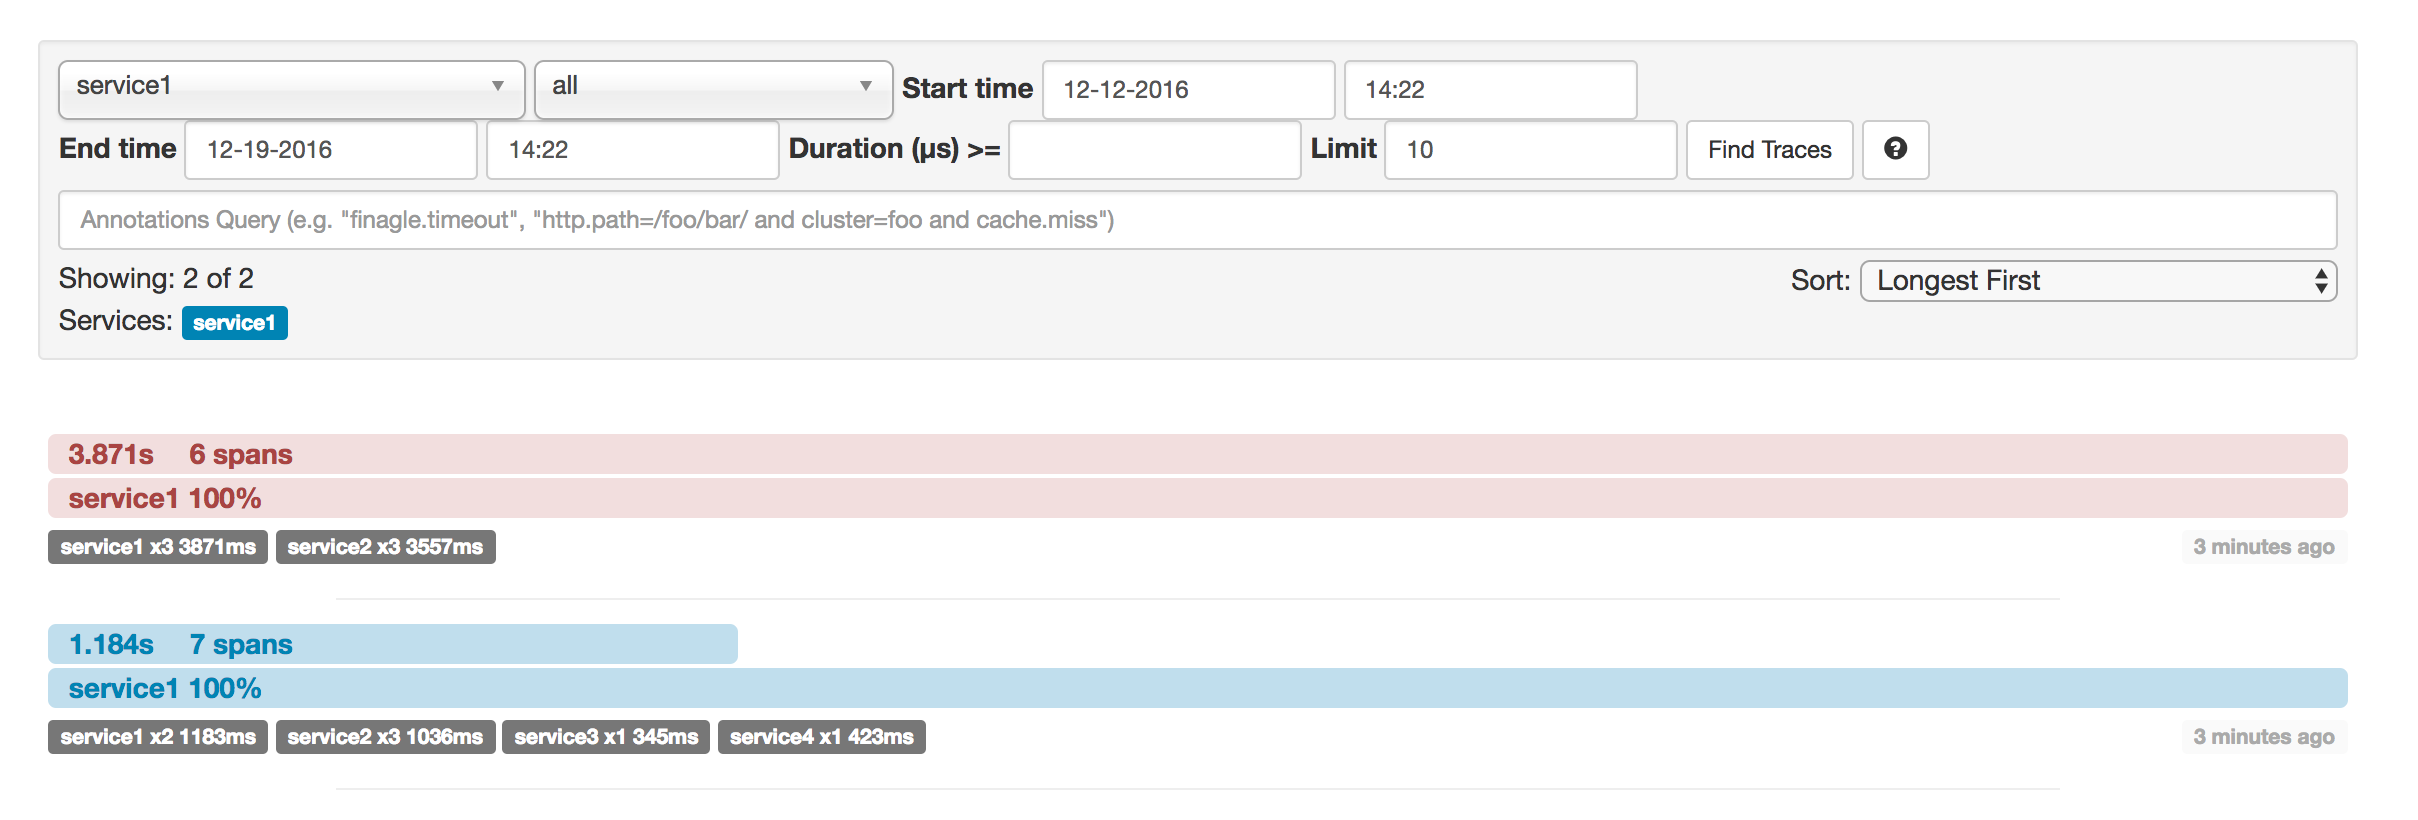 service1 all Start time 12-12-2016 14:22
End time 12-19-2016 14:22 Duration (µs) >= Limit 10 Find Traces ?
Annotations Query (e.g. "finagle.timeout", "http.path=/foo/bar/ and cluster=foo and cache.miss")
Showing: 2 of 2 Sort: Longest First
Services: service1
3.871s 6 spans
service1 100%
service1 x3 3871ms service2 x3 3557ms 3 minutes ago
1.184s 7 spans
service1 100%
service1 x2 1183ms service2 x3 1036ms service3 x1 345ms service4 x1 423ms 3 minutes ago